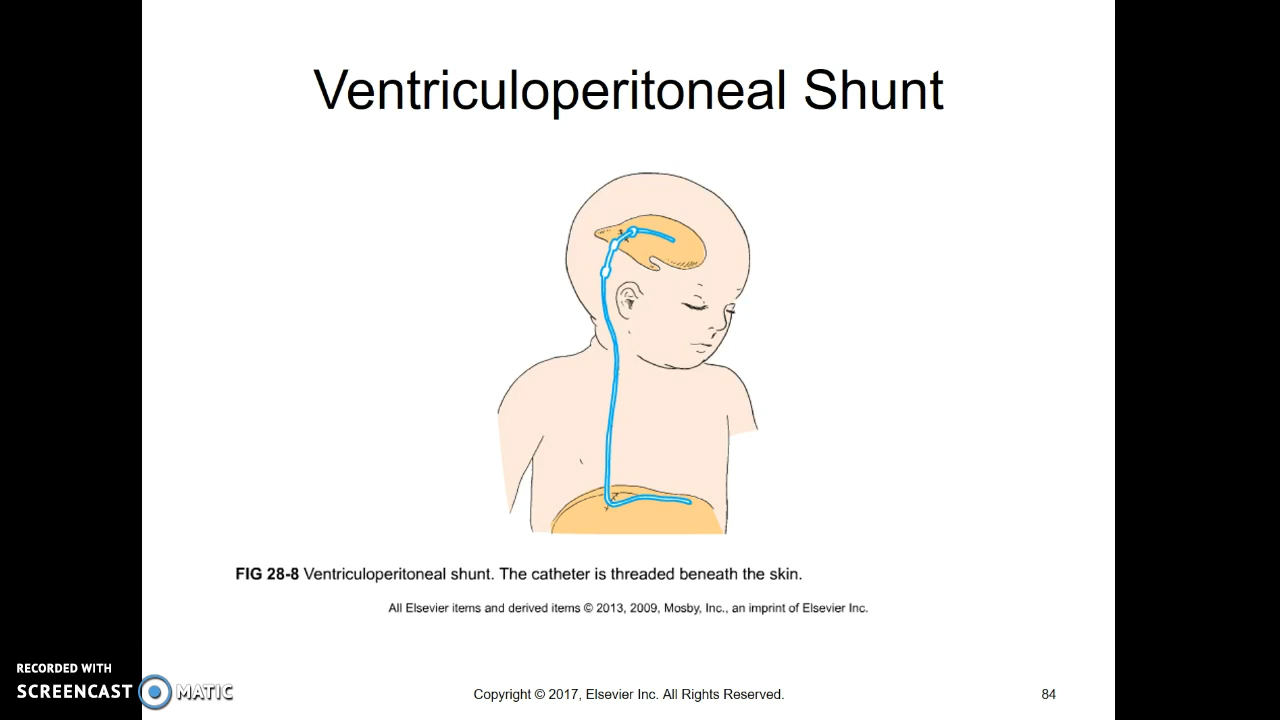 Ventriculoperitoneal Shunt
FIG 28-8 Ventriculoperitoneal shunt. The catheter is threaded beneath the skin.
All Elsevier items and derived items © 2013, 2009, Mosby, Inc., an imprint of Elsevier Inc.
RECORDED WITH
SCREENCAST MATIC
Copyright © 2017, Elsevier Inc. All Rights Reserved.
84